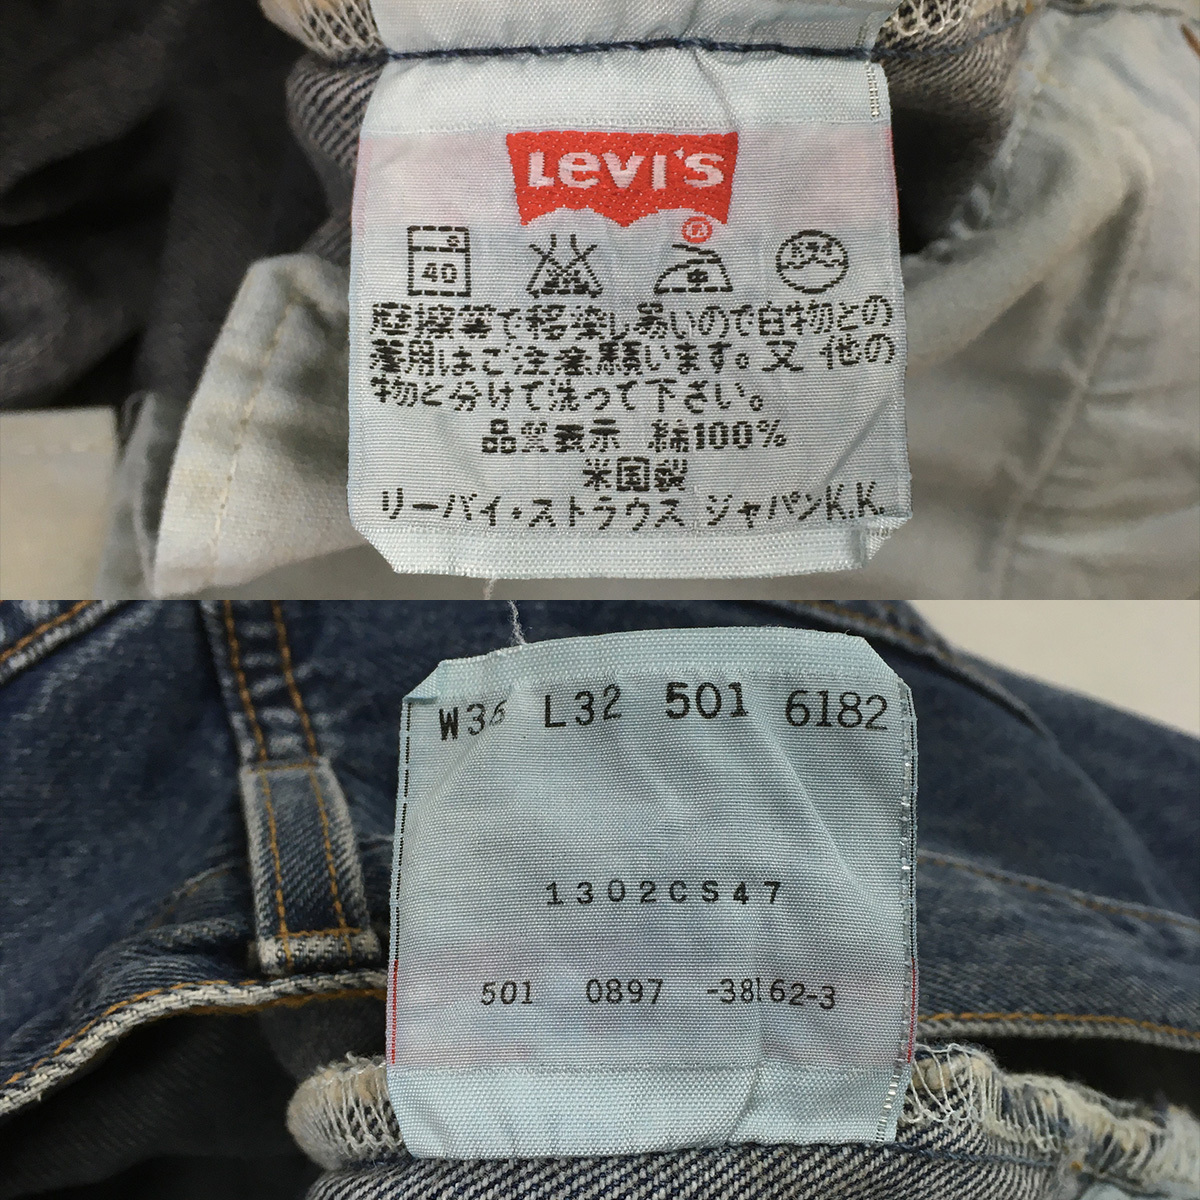 Levi's
40
摩擦等で移染し易いので白物との
着用はご注意願います。又 他の
物と分けて洗って下さい。
品質表示 綿100%
米国製
リーバイ・ストラウス ジャパンK.K.
W36 L32 501 6182
1302CS47
501 0897 -38162-3